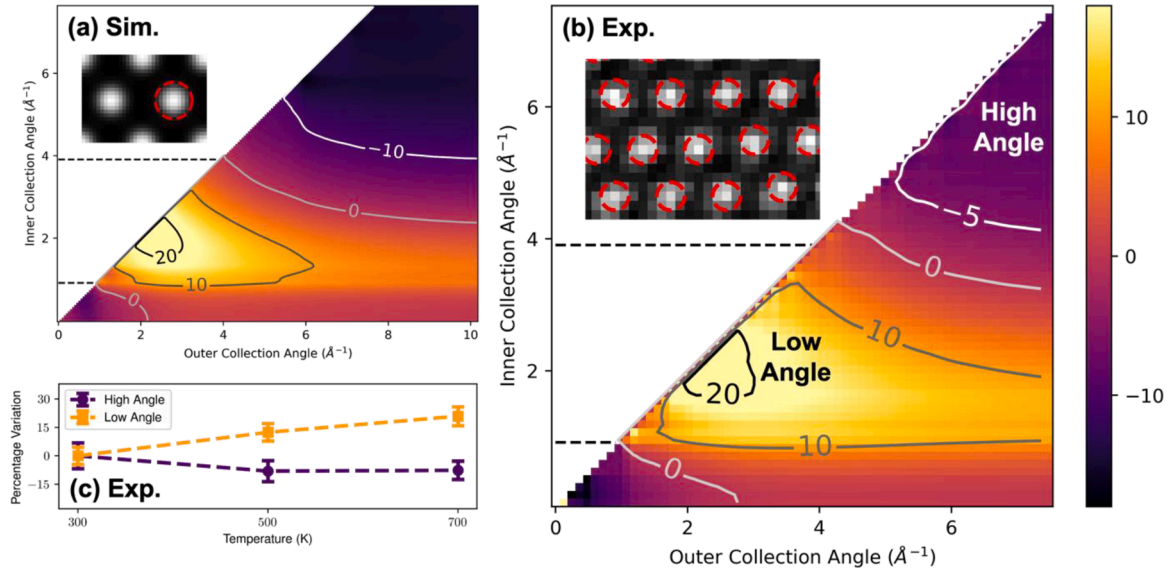 (a) Sim.
6
4
2
0
Inner Collection Angle (Å⁻¹)
-10
0
20
10
0
0
2
4
6
8
10
Outer Collection Angle (Å⁻¹)
High Angle
Low Angle
30
15
0
−15
Percentage Variation
(c) Exp.
300
500
700
Temperature (K)
(b) Exp.
6
4
2
Inner Collection Angle (Å⁻¹)
High
Angle
-5
0
10
Low
Angle
20
10
0
0
2
4
6
Outer Collection Angle (Å⁻¹)
10
0
−10